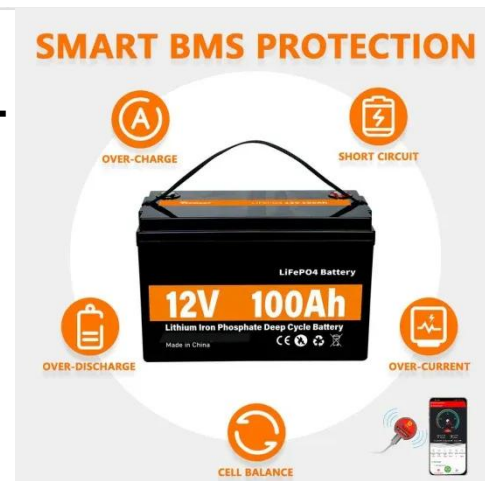 SMART BMS PROTECTION
A
OVER-CHARGE
SHORT CIRCUIT
LiFePO4 Battery
12V 100Ah
Lithium Iron Phosphate Deep Cycle Battery
Made in China
CE
OVER-DISCHARGE
OVER-CURRENT
CELL BALANCE